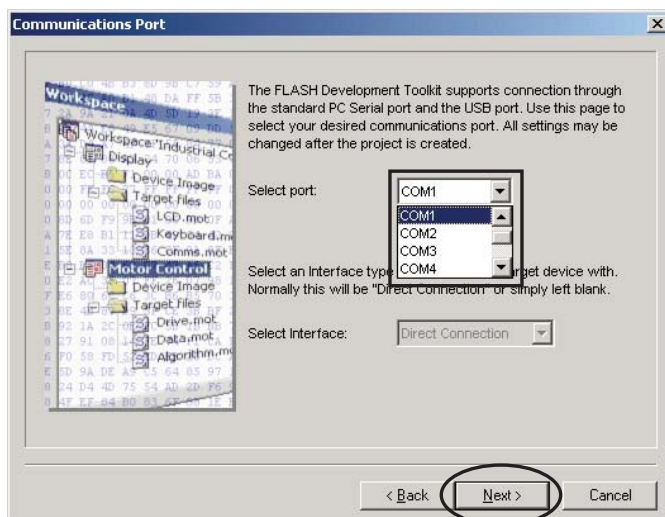 Communications Port
Workspace
Workspace "Industrial Co
Display
Device Image
Target files
LCD.mot
Keyboard.m
Comms.mot
Motor Control
Device Image
Target files
Drive.mot
Data.mot
Algorithm.m
The FLASH Development Toolkit supports connection through
the standard PC Serial port and the USB port. Use this page to
select your desired communications port. All settings may be
changed after the project is created.
Select port:
COM1
COM1
COM2
COM3
COM4
Select an Interface type rget device with.
Normally this will be "Direct Connection" or simply left blank.
Select Interface:
Direct Connection
< Back
Next >
Cancel